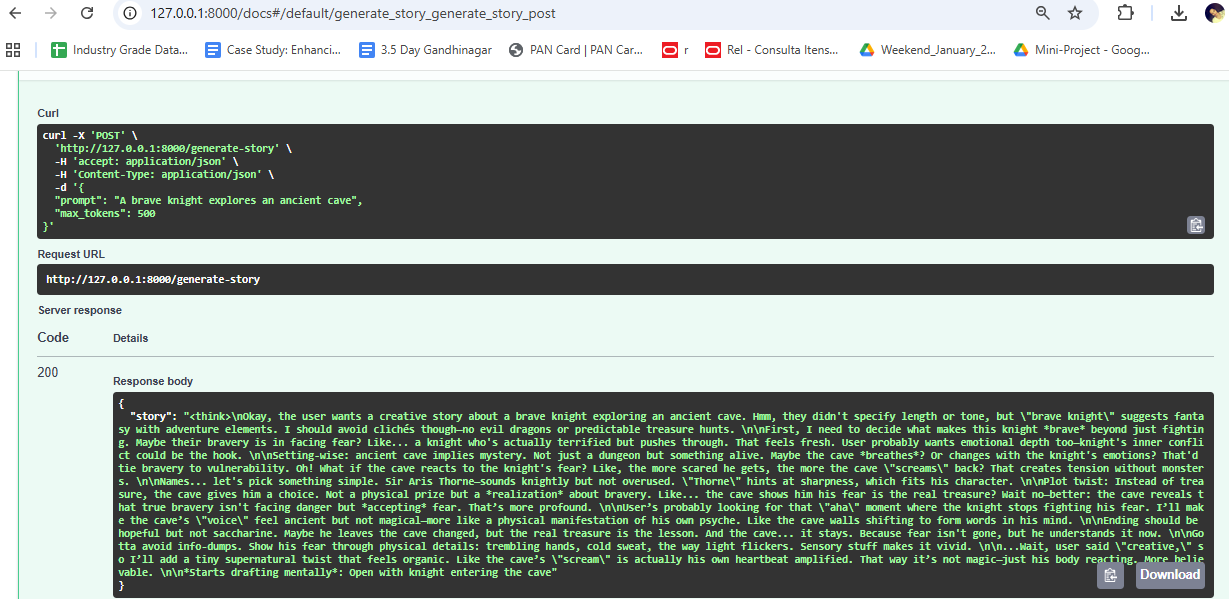 127.0.0.1:8000/docs#/default/generate_story_generate_story_post
Industry Grade Data... Case Study: Enhanci... 3.5 Day Gandhinagar PAN Card | PAN Car... r Rel - Consulta Itens... Weekend_January_2... Mini-Project - Goog...
Curl
curl -X 'POST' \
'http://127.0.0.1:8000/generate-story' \
-H 'accept: application/json' \
-H 'Content-Type: application/json' \
-d '{
"prompt": "A brave knight explores an ancient cave",
"max_tokens": 500
}'
Request URL
http://127.0.0.1:8000/generate-story
Server response
Code Details
200
Response body
{
"story": "<think>\nOkay, the user wants a creative story about a brave knight exploring an ancient cave. Hmm, they didn't specify length or tone, but \"brave knight\" suggests fanta
sy with adventure elements. I should avoid clichés though—no evil dragons or predictable treasure hunts. \n\nFirst, I need to decide what makes this knight *brave* beyond just fightin
g. Maybe their bravery is in facing fear? Like... a knight who's actually terrified but pushes through. That feels fresh. User probably wants emotional depth too—knight's inner confli
ct could be the hook. \n\nSetting-wise: ancient cave implies mystery. Not just a dungeon but something alive. Maybe the cave *breathes*? Or changes with the knight's emotions? That'd
tie bravery to vulnerability. Oh! What if the cave reacts to the knight's fear? Like, the more scared he gets, the more the cave \"screams\" back? That creates tension without monster
s. \n\nNames... let's pick something simple. Sir Aris Thorne—sounds knightly but not overused. \"Thorne\" hints at sharpness, which fits his character. \n\nPlot twist: Instead of trea
sure, the cave gives him a choice. Not a physical prize but a *realization* about bravery. Like... the cave shows him his fear is the real treasure? Wait no—better: the cave reveals t
hat true bravery isn't facing danger but *accepting* fear. That’s more profound. \n\nUser’s probably looking for that \"aha\" moment where the knight stops fighting his fear. I’ll mak
e the cave’s \"voice\" feel ancient but not magical—more like a physical manifestation of his own psyche. Like the cave walls shifting to form words in his mind. \n\nEnding should be
hopeful but not saccharine. Maybe he leaves the cave changed, but the real treasure is the lesson. And the cave... it stays. Because fear isn't gone, but he understands it now. \n\nGo
tta avoid info-dumps. Show his fear through physical details: trembling hands, cold sweat, the way light flickers. Sensory stuff makes it vivid. \n\n...Wait, user said \"creative,\" s
o I’ll add a tiny supernatural twist that feels organic. Like the cave’s \"scream\" is actually his own heartbeat amplified. That way it’s not magic—just his body reacting. More belie
vable. \n\n*Starts drafting mentally*: Open with knight entering the cave"
}
Download